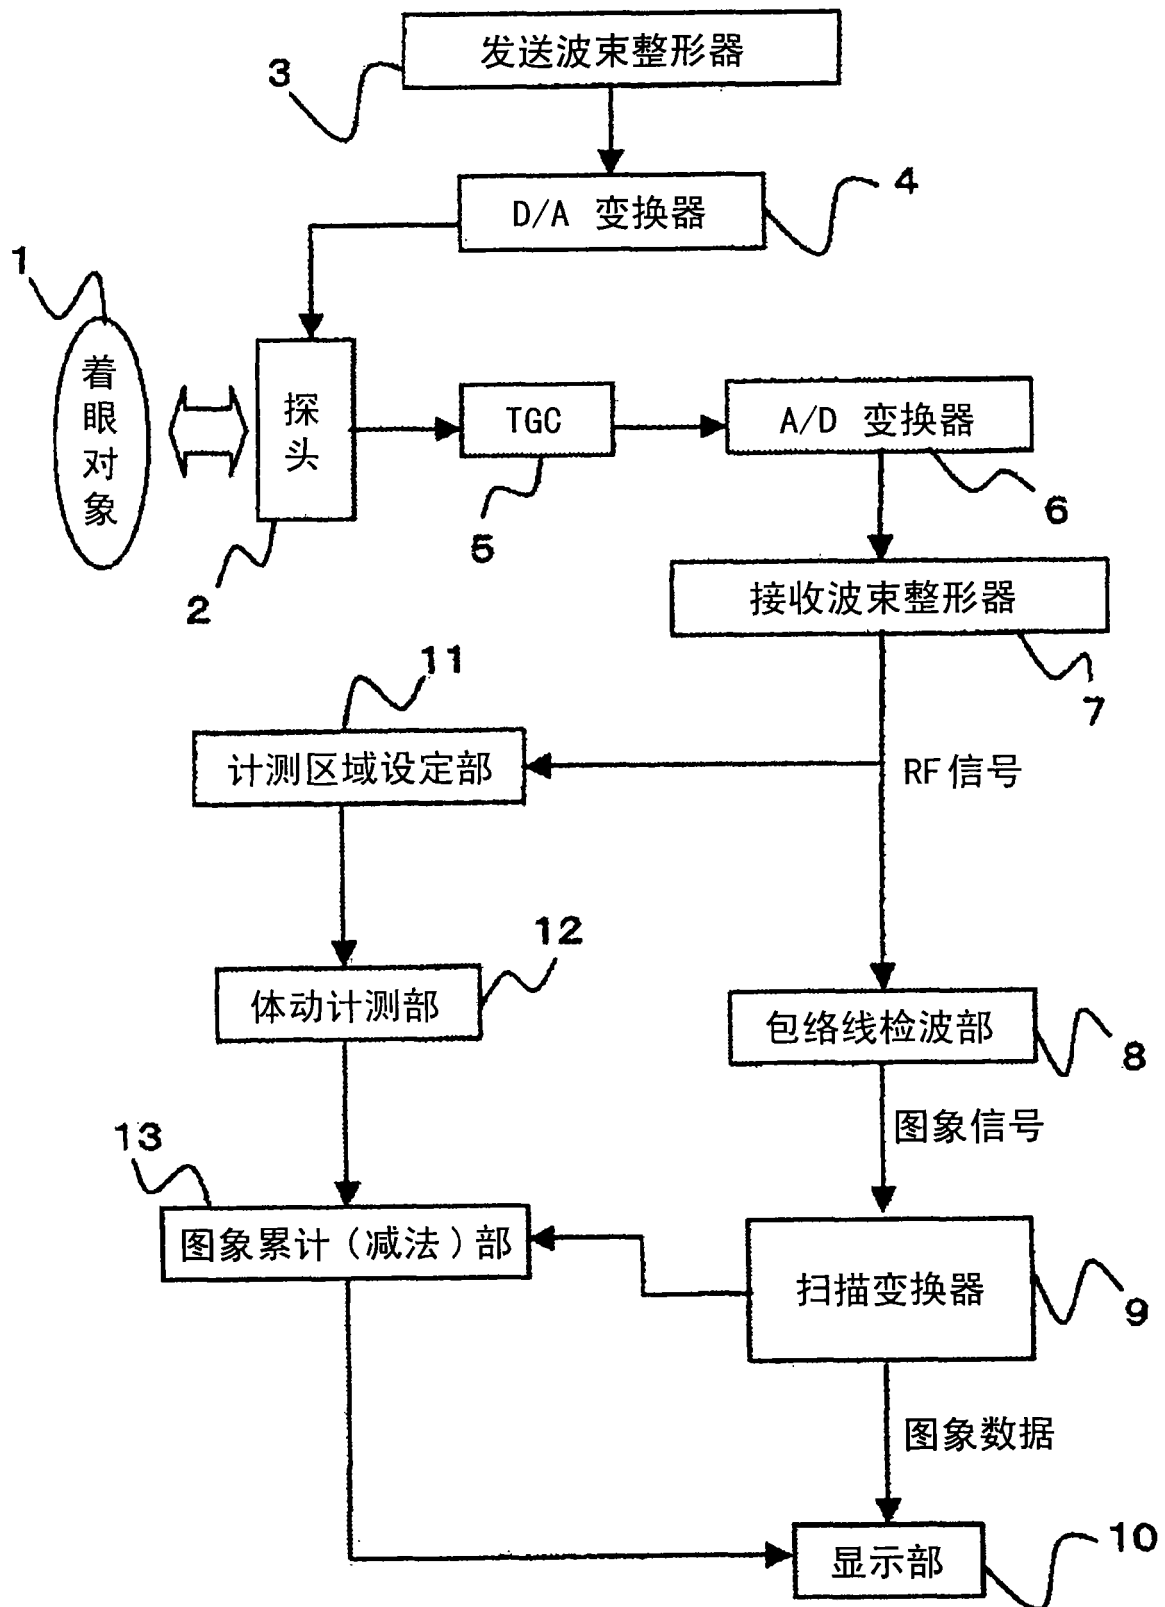 发送波束整形器
3
D/A 变换器
4
1
着眼对象
探头
2
TGC
5
A/D 变换器
6
接收波束整形器
7
11
计测区域设定部
RF信号
12
体动计测部
包络线检波部
8
图象信号
13
图象累计(减法)部
扫描变换器
9
图象数据
显示部
10